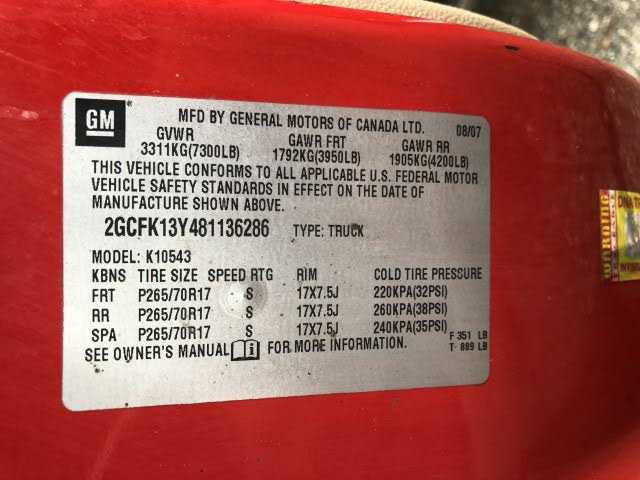 GM
MFD BY GENERAL MOTORS OF CANADA LTD. 08/07
GVWR GAWR FRT GAWR RR
3311KG(7300LB) 1792KG(3950LB) 1905KG(4200LB)
THIS VEHICLE CONFORMS TO ALL APPLICABLE U.S. FEDERAL MOTOR
VEHICLE SAFETY STANDARDS IN EFFECT ON THE DATE OF
MANUFACTURE SHOWN ABOVE.
2GCFK13Y481136286 TYPE: TRUCK
MODEL: K10543
KBNS TIRE SIZE SPEED RTG RIM COLD TIRE PRESSURE
FRT P265/70R17 S 17X7.5J 220KPA(32PSI)
RR P265/70R17 S 17X7.5J 260KPA(38PSI)
SPA P265/70R17 S 17X7.5J 240KPA(35PSI)
SEE OWNER'S MANUAL i FOR MORE INFORMATION.
F 351 LB
T 889 LB
WARNING